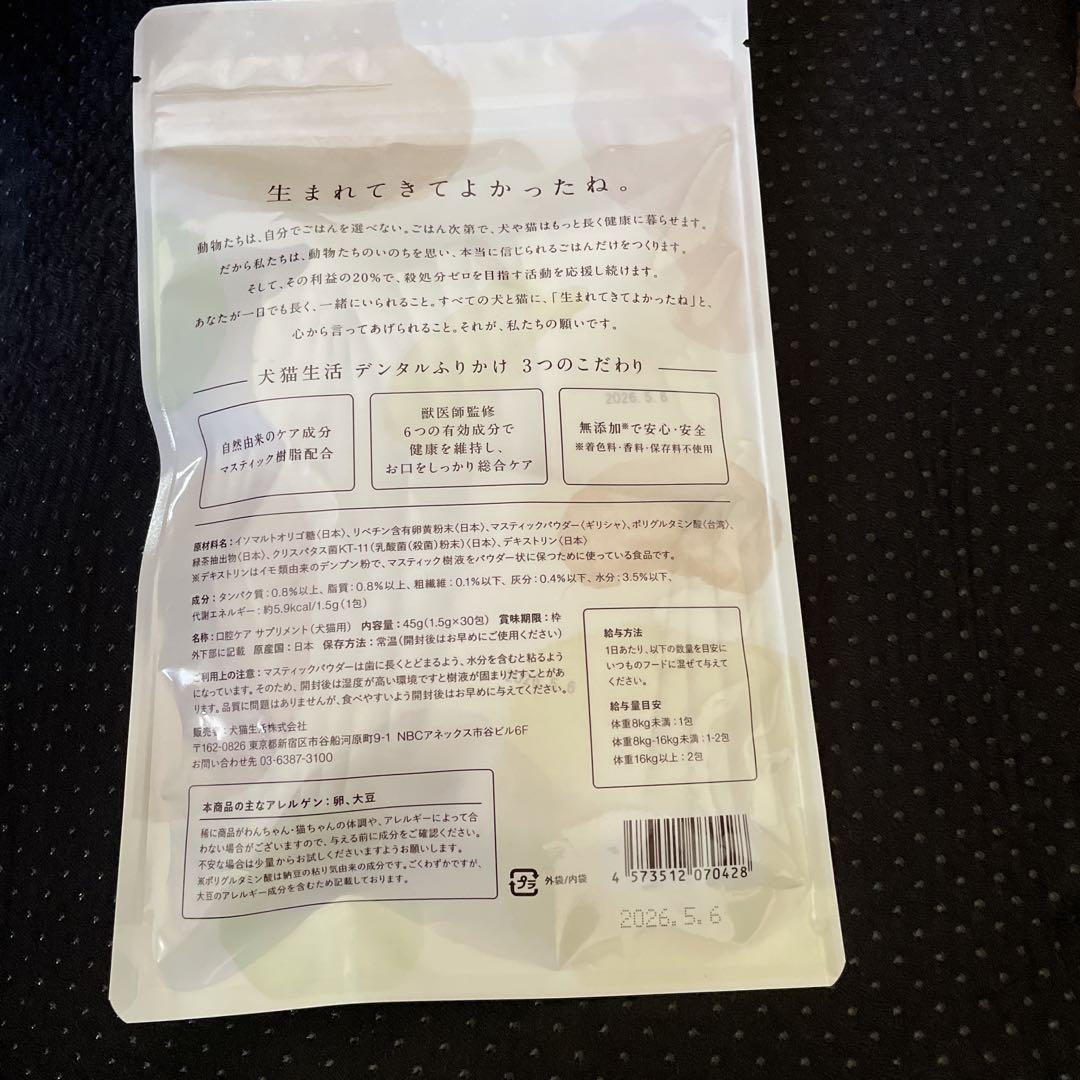 生まれてきてよかったね。
動物たちは、自分でごはんを選べない。ごはん次第で、犬や猫はもっと長く健康に暮らせます。
だから私たちは、動物たちのいのちを思い、本当に信じられるごはんだけをつくります。
そして、その利益の20%で、殺処分ゼロを目指す活動を応援し続けます。
あなたが一日でも長く、一緒にいられること。すべての犬と猫に、「生まれてきてよかったね」と、
心から言ってあげられること。それが、私たちの願いです。
犬猫生活 デンタルふりかけ 3つのこだわり
自然由来のケア成分
マスティック樹脂配合
獣医師監修
6つの有効成分で
健康を維持し、
お口をしっかり総合ケア
2026.5.6
無添加※で安心・安全
※着色料・香料・保存料不使用
原材料名：イソマルトオリゴ糖〈日本〉、リベチン含有卵黄粉末〈日本〉、マスティックパウダー〈ギリシャ〉、ポリグルタミン酸〈台湾〉、
緑茶抽出物〈日本〉、クリスパタス菌KT-11（乳酸菌（殺菌）粉末）〈日本〉、デキストリン〈日本〉
※デキストリンはイモ類由来のデンプン粉で、マスティック樹液をパウダー状に保つために使っている食品です。
成分：タンパク質：0.8%以上、脂質：0.8%以上、粗繊維：0.1%以下、灰分：0.4%以下、水分：3.5%以下、
代謝エネルギー：約5.9kcal/1.5g（1包）
名称：口腔ケア サプリメント（犬猫用） 内容量：45g（1.5g×30包） 賞味期限：枠
外下部に記載 原産国：日本 保存方法：常温（開封後はお早めにご使用ください）
ご利用上の注意：マスティックパウダーは歯に長くとどまるよう、水分を含むと粘るよう
になっています。そのため、開封後は湿度が高い環境ですと樹液が固まりだすことがあ
ります。品質に問題はありませんが、食べやすいよう開封後はお早めに与えてください。
販売者：犬猫生活株式会社
〒162-0826 東京都新宿区市谷船河原町9-1 NBCアネックス市谷ビル6F
お問い合わせ先 03-6387-3100
給与方法
1日あたり、以下の数量を目安に
いつものフードに混ぜて与えて
ください。
給与量目安
体重8kg未満：1包
体重8kg-16kg未満：1-2包
体重16kg以上：2包
本商品の主なアレルゲン：卵、大豆
稀に商品がわんちゃん・猫ちゃんの体調や、アレルギーによって合
わない場合がございますので、与える前に成分をご確認ください。
不安な場合は少量からお試しくださいますようお願いします。
※ポリグルタミン酸は納豆の粘り気由来の成分です。ごくわずかですが、
大豆のアレルギー成分を含むため記載しております。
プラ 外袋/内袋
4 573512 070428
2026.5.6